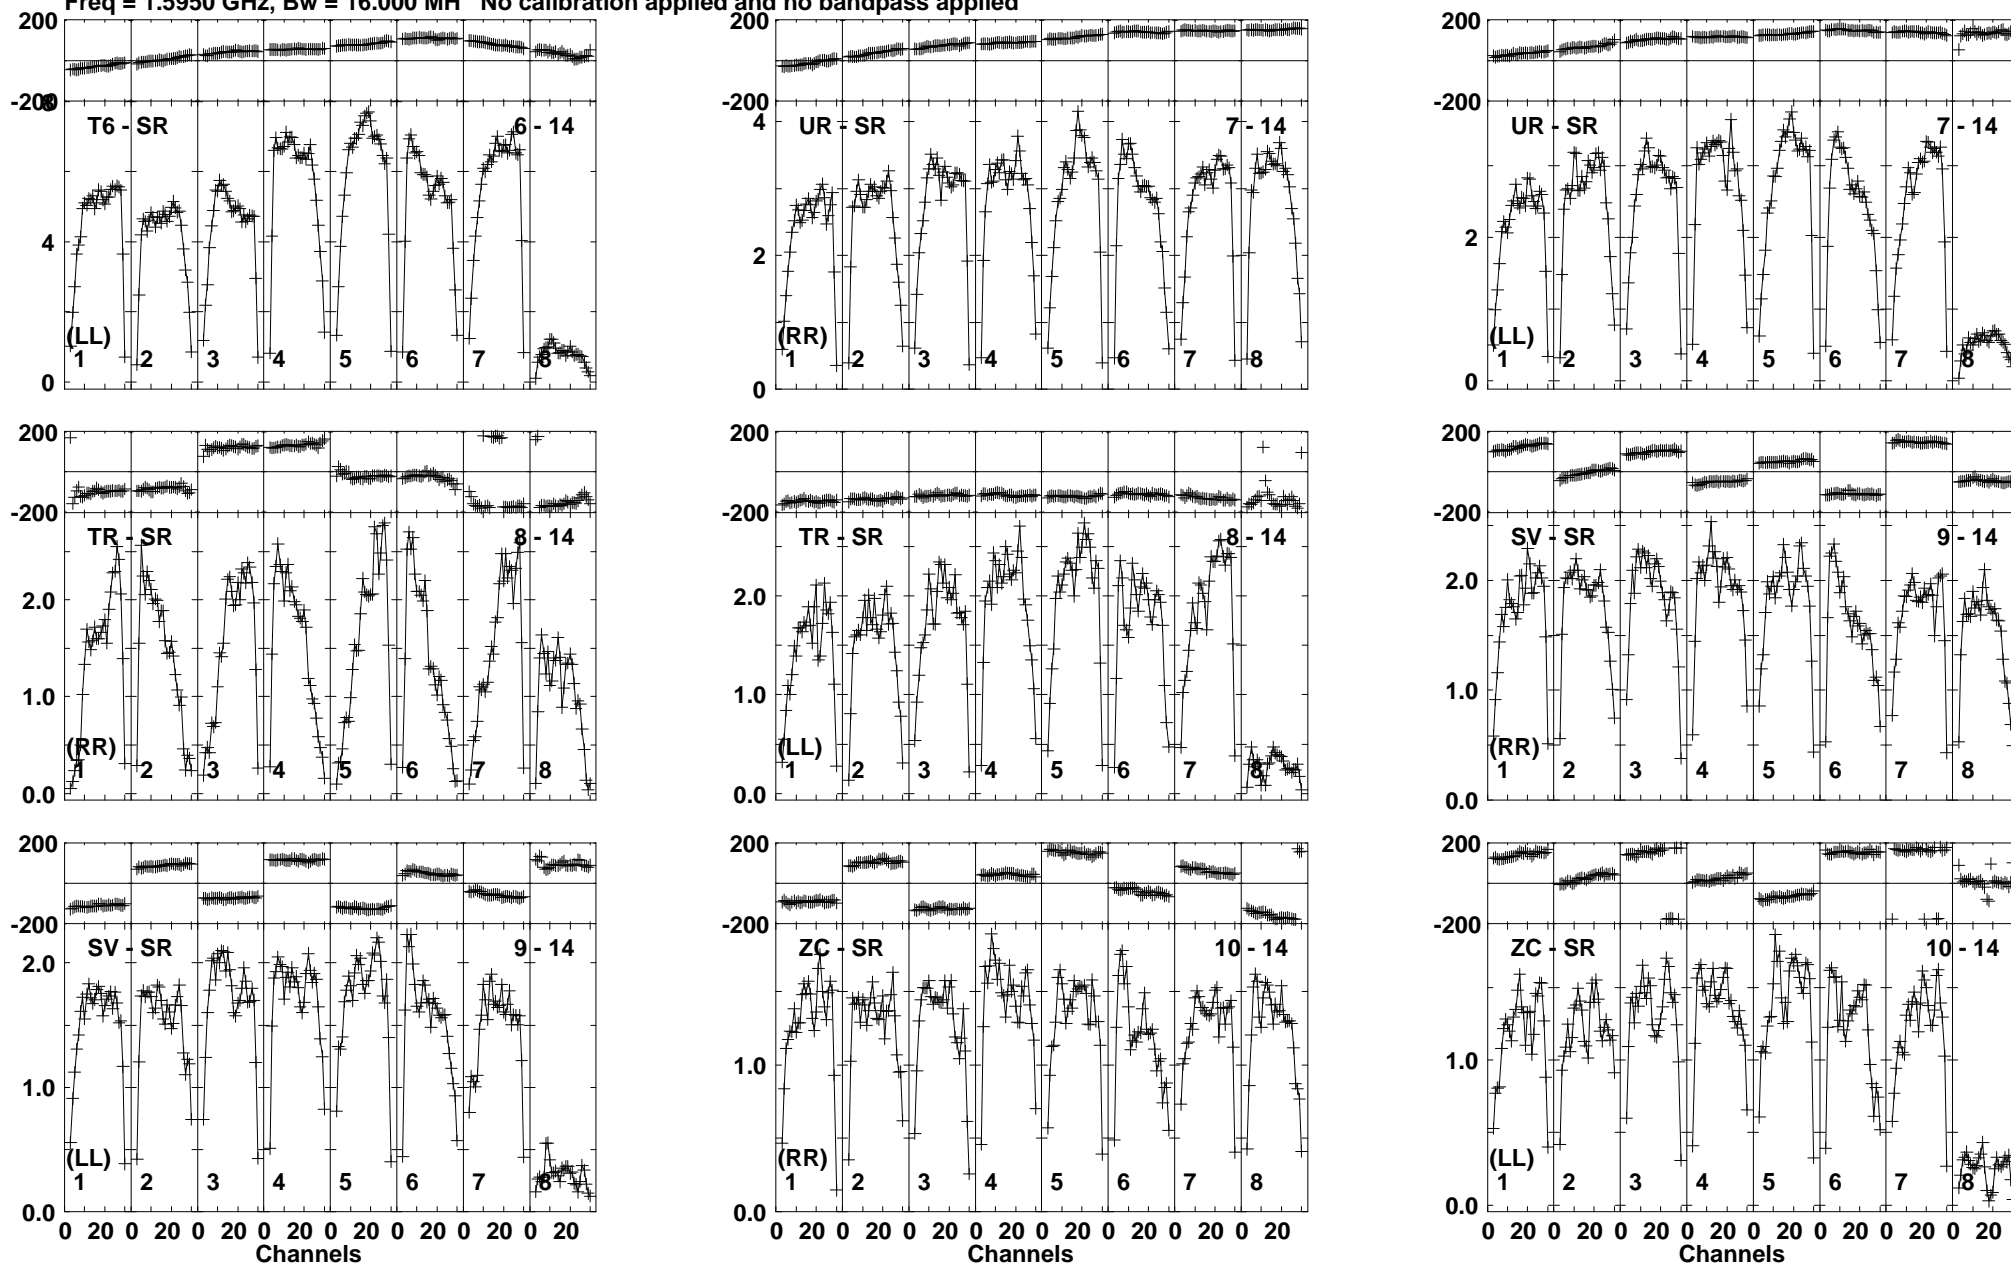 Freq = 1.5950 GHz, Bw = 16.000 MH No calibration applied and no bandpass applied
200 200 200
-200 -200 -200
8
T6 - SR 6 - 14 UR - SR 7 - 14 UR - SR 7 - 14
4
4 2 2
(LL) (RR) (LL)
1 2 3 4 5 6 7 8 1 2 3 4 5 6 7 8 1 2 3 4 5 6 7 8
0 0 0
200 200 200
-200 -200 -200
TR - SR 8 - 14 TR - SR 8 - 14 SV - SR 9 - 14
2.0 2.0 2.0
1.0 1.0 1.0
(RR) (LL) (RR)
1 2 3 4 5 6 7 8 1 2 3 4 5 6 7 8 1 2 3 4 5 6 7 8
0.0 0.0 0.0
200 200 200
-200 -200 -200
SV - SR 9 - 14 ZC - SR 10 - 14 ZC - SR 10 - 14
2.0
1.0 1.0 1.0
(LL) (RR) (LL)
1 2 3 4 5 6 7 8 1 2 3 4 5 6 7 8 1 2 3 4 5 6 7 8
0.0 0.0 0.0
0 20 0 20 0 20 0 20 0 20 0 20 0 20 0 20 0 20 0 20 0 20 0 20 0 20 0 20 0 20 0 20 0 20 0 20 0 20 0 20 0 20 0 20 0 20 0 20
Channels Channels Channels